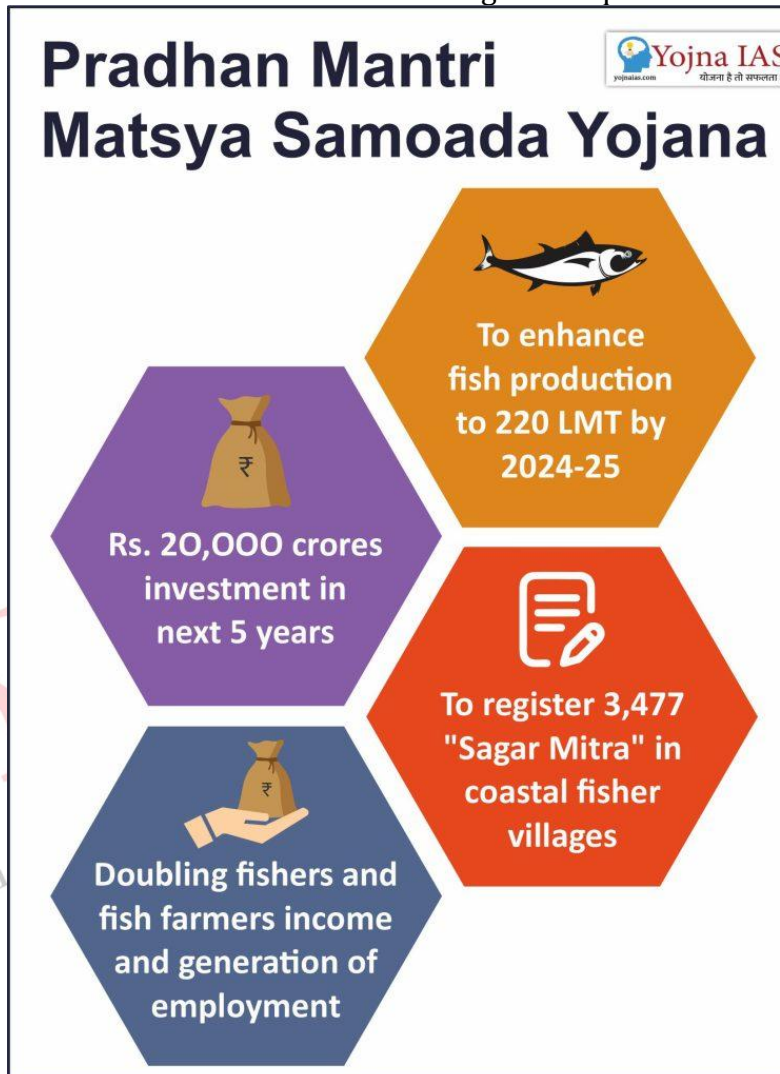 Pradhan Mantri
Matsya Samoada Yojana
Yojna IAS
yojnaias.com
योजना है तो सफलता
To enhance
fish production
to 220 LMT by
2024-25
₹
Rs. 20,000 crores
investment in
next 5 years
To register 3,477
"Sagar Mitra" in
coastal fisher
villages
₹
Doubling fishers and
fish farmers income
and generation of
employment